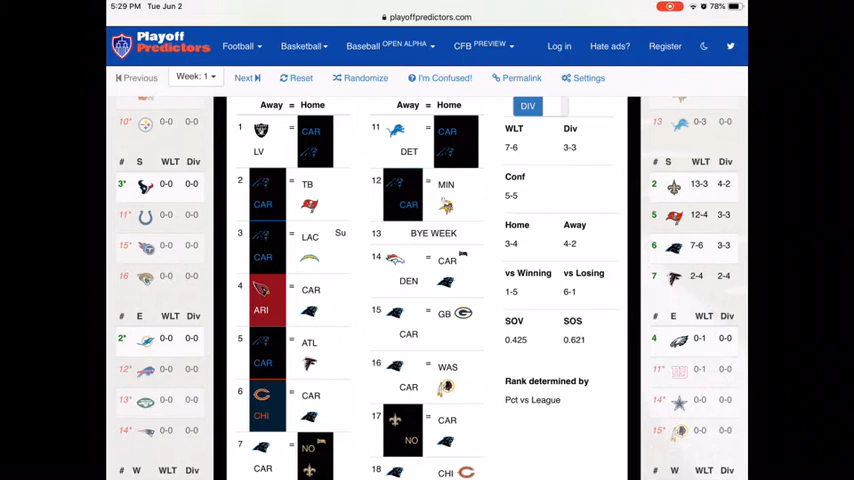 5:29 PM Tue Jun 2
78%
playoffpredictors.com
Playoff Predictors
Football
Basketball
Baseball OPEN ALPHA
CFB PREVIEW
Log in
Hate ads?
Register
Previous
Week: 1
Next
Reset
Randomize
I'm Confused!
Permalink
Settings
10*
0-0 0-0
# S WLT Div
3* 0-0 0-0
11* 0-0 0-0
15* 0-0 0-0
16 0-0 0-0
# E WLT Div
2* 0-0 0-0
12* 0-0 0-0
13* 0-0 0-0
14* 0-0 0-0
# W WLT Div
Away = Home
1 LV = CAR
2 CAR = TB
3 CAR = LAC Su
4 ARI = CAR
5 CAR = ATL
6 CHI = CAR
7 CAR = NO
Away = Home
11 DET = CAR
12 CAR = MIN
13 BYE WEEK
14 DEN = CAR
15 CAR = GB
16 CAR = WAS
17 NO = CAR
18 = CHI
DIV
WLT Div
7-6 3-3
Conf
5-5
Home Away
3-4 4-2
vs Winning vs Losing
1-5 6-1
SOV SOS
0.425 0.621
Rank determined by
Pct vs League
13 0-3 0-0
# S WLT Div
2 13-3 4-2
5 12-4 3-3
6 7-6 3-3
7 2-4 2-4
# E WLT Div
4 0-1 0-0
11* 0-1 0-0
14* 0-0 0-0
15* 0-0 0-0
# W WLT Div